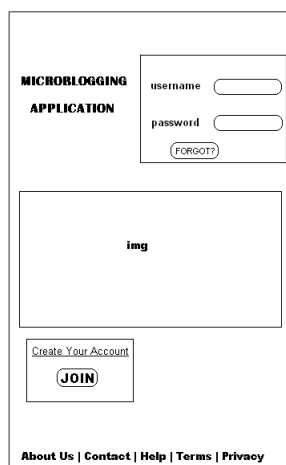 MICROBLOGGING
APPLICATION
username
password
FORGOT?
img
Create Your Account
JOIN
About Us | Contact | Help | Terms | Privacy